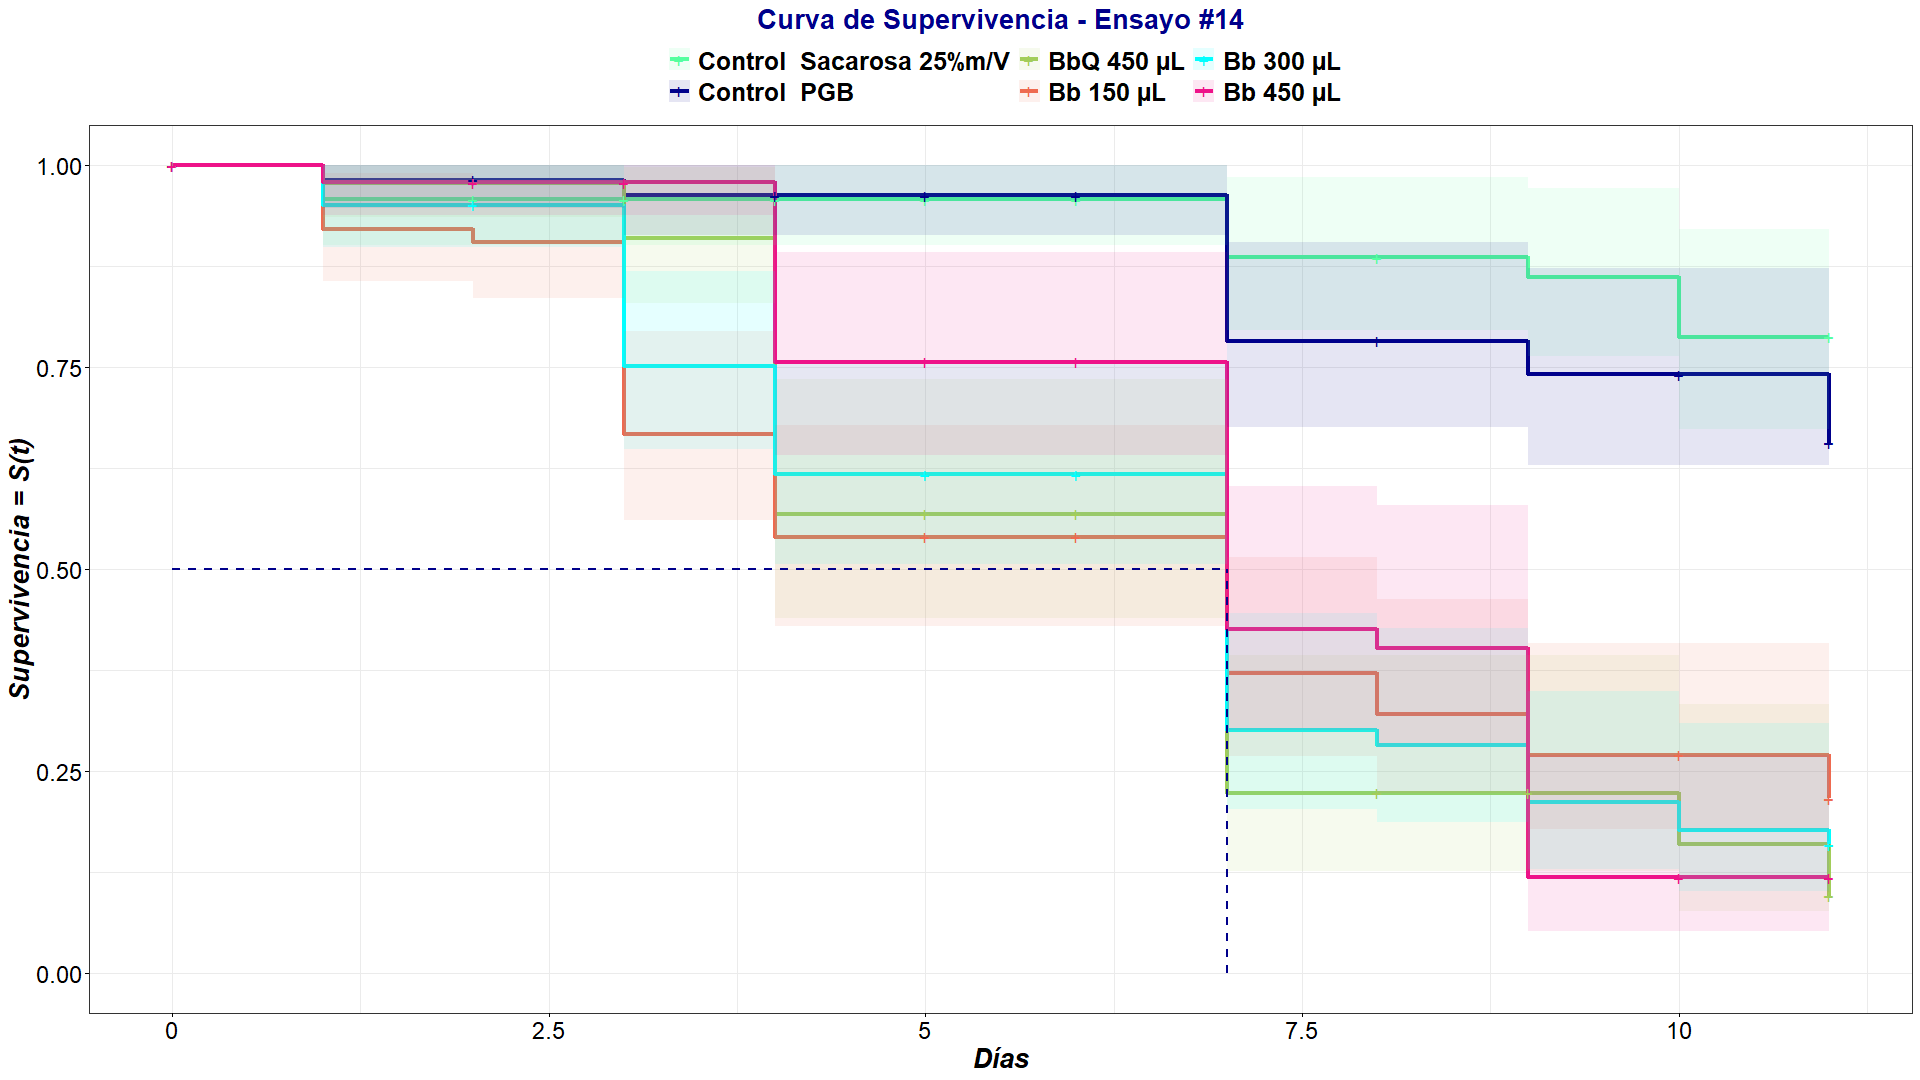 Curva de Supervivencia - Ensayo #14
Control  Sacarosa 25%m/V BbQ 450 µL Bb 300 µL
Control  PGB Bb 150 µL Bb 450 µL
Supervivencia = S(t)
1.00
0.75
0.50
0.25
0.00
0 2.5 5 7.5 10
Días